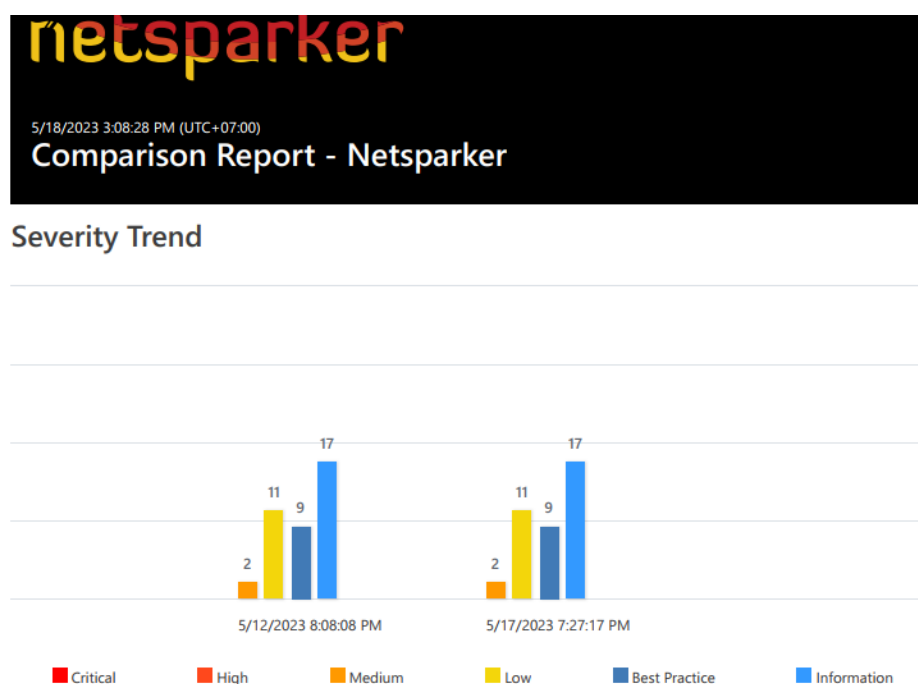 netsparker
5/18/2023 3:08:28 PM (UTC+07:00)
Comparison Report - Netsparker
Severity Trend
17 17
11 11
9 9
2 2
5/12/2023 8:08:08 PM 5/17/2023 7:27:17 PM
Critical High Medium Low Best Practice Information